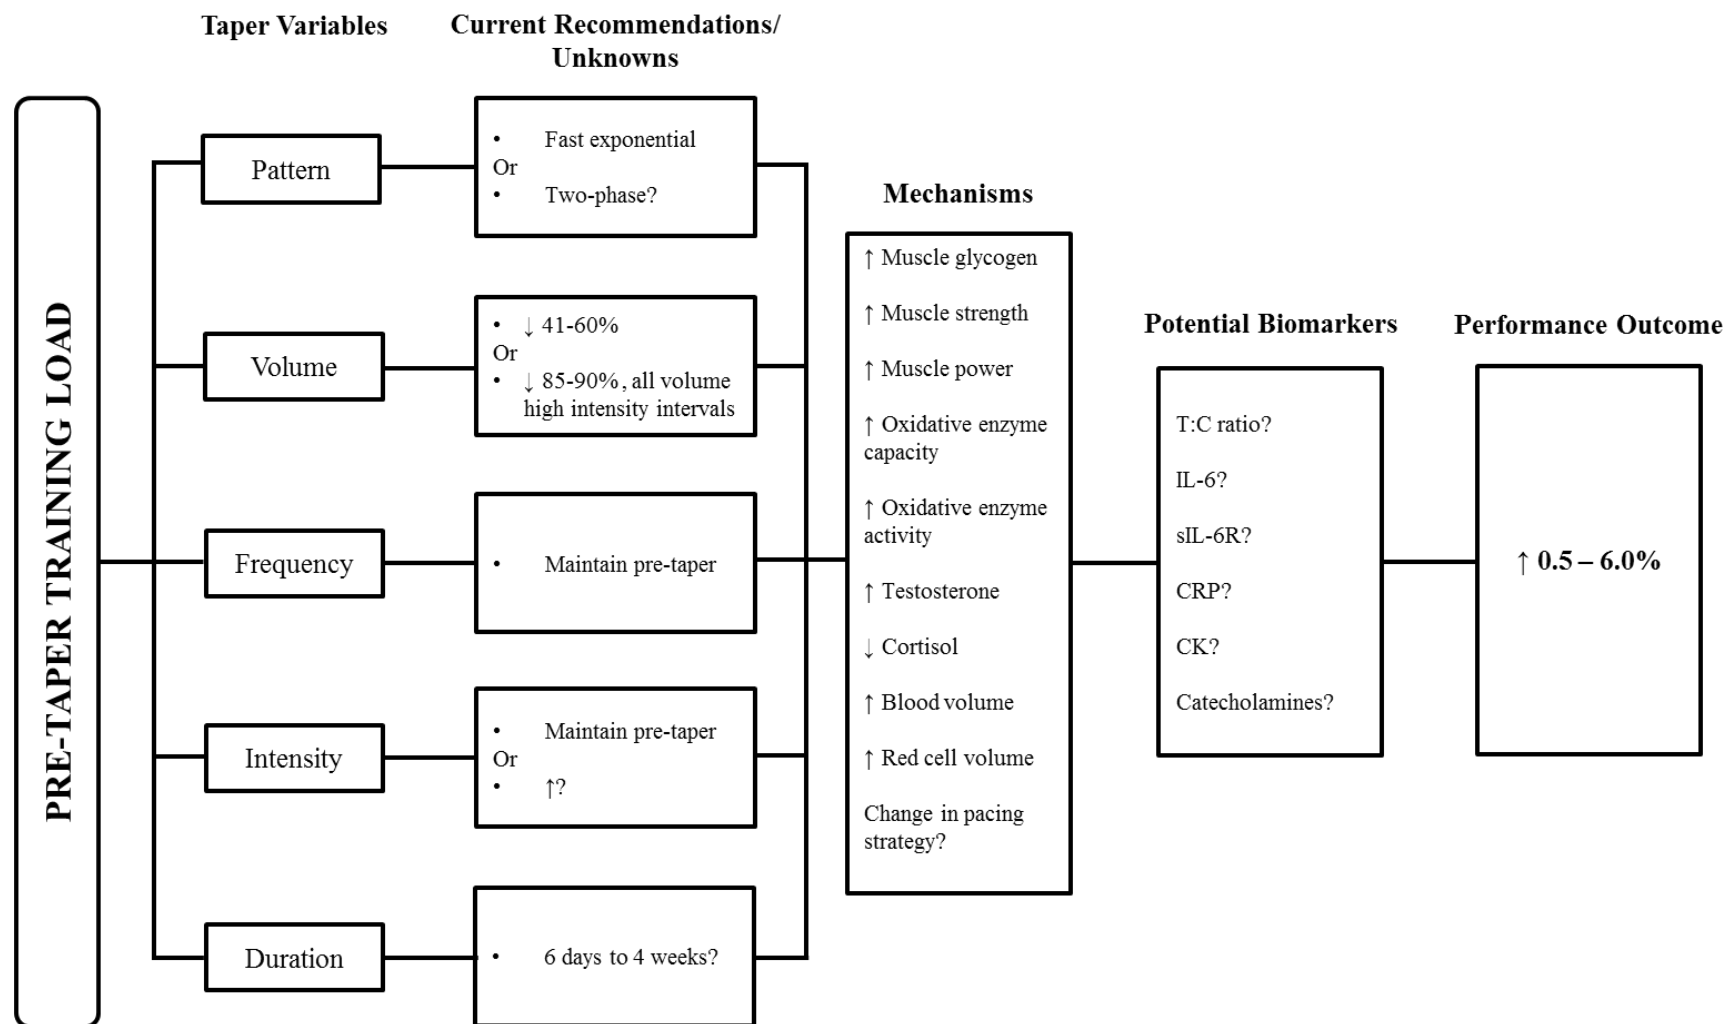 Taper Variables
Current Recommendations/
Unknowns
PRE-TAPER TRAINING LOAD
Pattern
• Fast exponential
Or
• Two-phase?
Volume
• ↓ 41-60%
Or
• ↓ 85-90%, all volume
high intensity intervals
Frequency
• Maintain pre-taper
Intensity
• Maintain pre-taper
Or
• ↑?
Duration
• 6 days to 4 weeks?
Mechanisms
↑ Muscle glycogen
↑ Muscle strength
↑ Muscle power
↑ Oxidative enzyme
capacity
↑ Oxidative enzyme
activity
↑ Testosterone
↓ Cortisol
↑ Blood volume
↑ Red cell volume
Change in pacing
strategy?
Potential Biomarkers
T:C ratio?
IL-6?
sIL-6R?
CRP?
CK?
Catecholamines?
Performance Outcome
↑ 0.5 – 6.0%